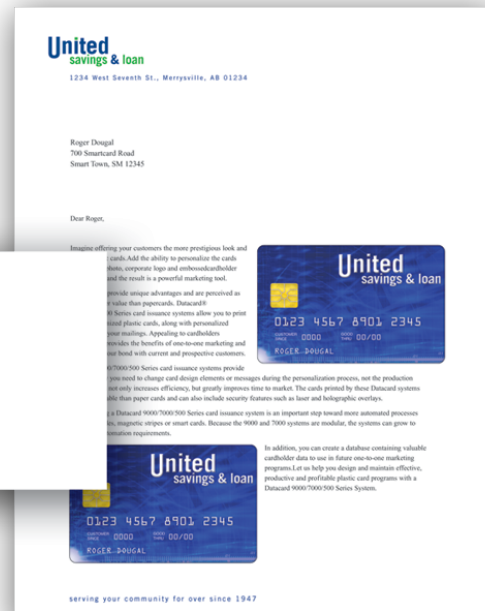 United
savings & loan
1234 West Seventh St., Merrysville, AB 01234
Roger Dougal
700 Smartcard Road
Smart Town, SM 12345
Dear Roger,
Imagine offering your customers the more prestigious look and
cards.Add the ability to personalize the cards
photo, corporate logo and embossedcardholder
and the result is a powerful marketing tool.
provide unique advantages and are perceived as
value than papercards. Datacard®
Series card issuance systems allow you to print
plastic cards, along with personalized
your mailings. Appealing to cardholders
provides the benefits of one-to-one marketing and
your bond with current and prospective customers.
/7000/500 Series card issuance systems provide
you need to change card design elements or messages during the personalization process, not the production
not only increases efficiency, but greatly improves time to market. The cards printed by these Datacard systems
than paper cards and can also include security features such as laser and holographic overlays.
a Datacard 9000/7000/500 Series card issuance system is an important step toward more automated processes
magnetic stripes or smart cards. Because the 9000 and 7000 systems are modular, the systems can grow to
requirements.
United
savings & loan
0123 4567 8901 2345
CUSTOMER SINCE 0000 GOOD THRU 00/00
ROGER DOUGAL
In addition, you can create a database containing valuable
cardholder data to use in future one-to-one marketing
programs.Let us help you design and maintain effective,
productive and profitable plastic card programs with a
Datacard 9000/7000/500 Series System.
United
savings & loan
0123 4567 8901 2345
CUSTOMER SINCE 0000 GOOD THRU 00/00
ROGER DOUGAL
serving your community for over since 1947